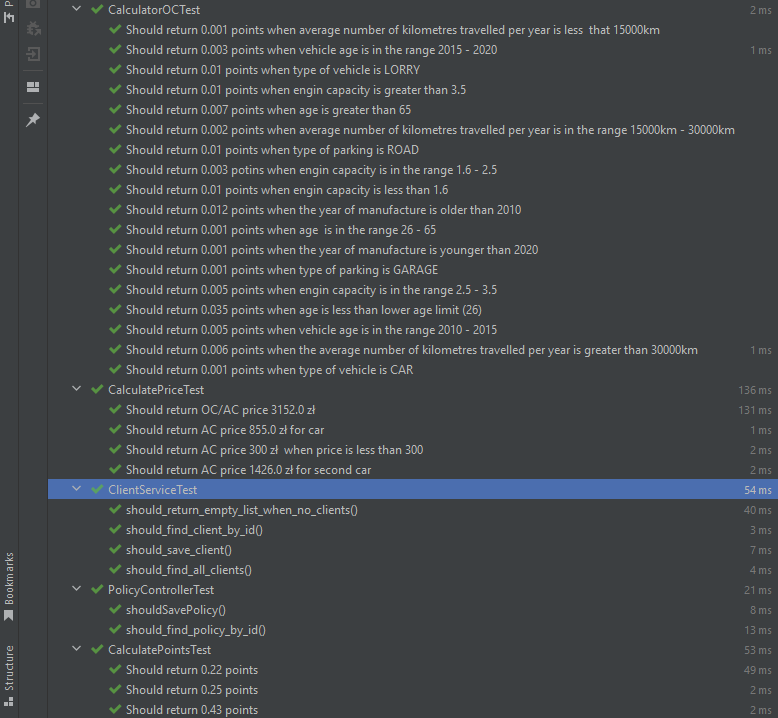 CalculatorOCTest 2 ms
Should return 0.001 points when average number of kilometres travelled per year is less  that 15000km
Should return 0.003 points when vehicle age is in the range 2015 - 2020 1 ms
Should return 0.01 points when type of vehicle is LORRY
Should return 0.01 points when engin capacity is greater than 3.5
Should return 0.007 points when age is greater than 65
Should return 0.002 points when average number of kilometres travelled per year is in the range 15000km - 30000km
Should return 0.01 points when type of parking is ROAD
Should return 0.003 potins when engin capacity is in the range 1.6 - 2.5
Should return 0.01 points when engin capacity is less than 1.6
Should return 0.012 points when the year of manufacture is older than 2010
Should return 0.001 points when age  is in the range 26 - 65
Should return 0.001 points when the year of manufacture is younger than 2020
Should return 0.001 points when type of parking is GARAGE
Should return 0.005 points when engin capacity is in the range 2.5 - 3.5
Should return 0.035 points when age is less than lower age limit (26)
Should return 0.005 points when vehicle age is in the range 2010 - 2015
Should return 0.006 points when the average number of kilometres travelled per year is greater than 30000km 1 ms
Should return 0.001 points when type of vehicle is CAR
CalculatePriceTest 136 ms
Should return OC/AC price 3152.0 zł 131 ms
Should return AC price 855.0 zł for car 1 ms
Should return AC price 300 zł  when price is less than 300 2 ms
Should return AC price 1426.0 zł for second car 2 ms
ClientServiceTest 54 ms
should_return_empty_list_when_no_clients() 40 ms
should_find_client_by_id() 3 ms
should_save_client() 7 ms
should_find_all_clients() 4 ms
PolicyControllerTest 21 ms
shouldSavePolicy() 8 ms
should_find_policy_by_id() 13 ms
CalculatePointsTest 53 ms
Should return 0.22 points 49 ms
Should return 0.25 points 2 ms
Should return 0.43 points 2 ms
Bookmarks
Structure